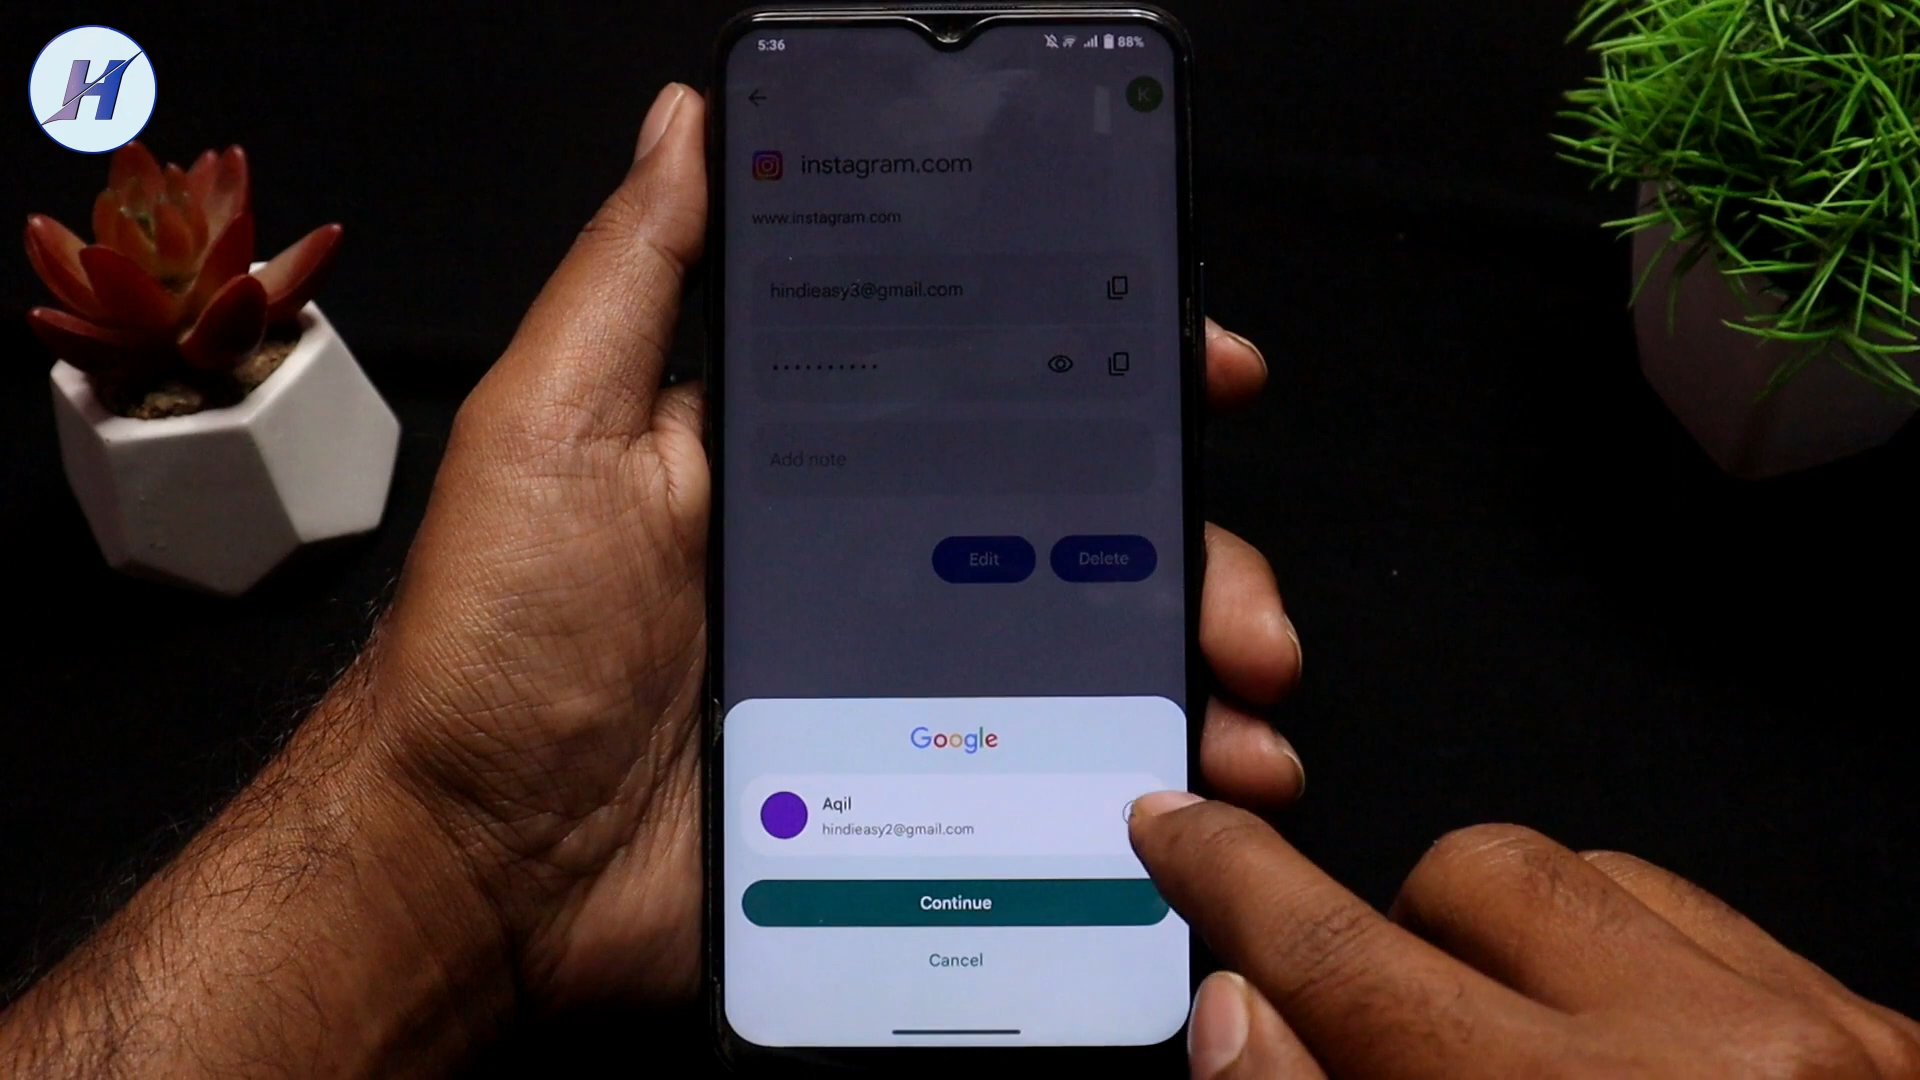 H
5:36
88%
K
instagram.com
www.instagram.com
hindieasy3@gmail.com
Add note
Edit
Delete
Google
Aqil
hindieasy2@gmail.com
Continue
Cancel